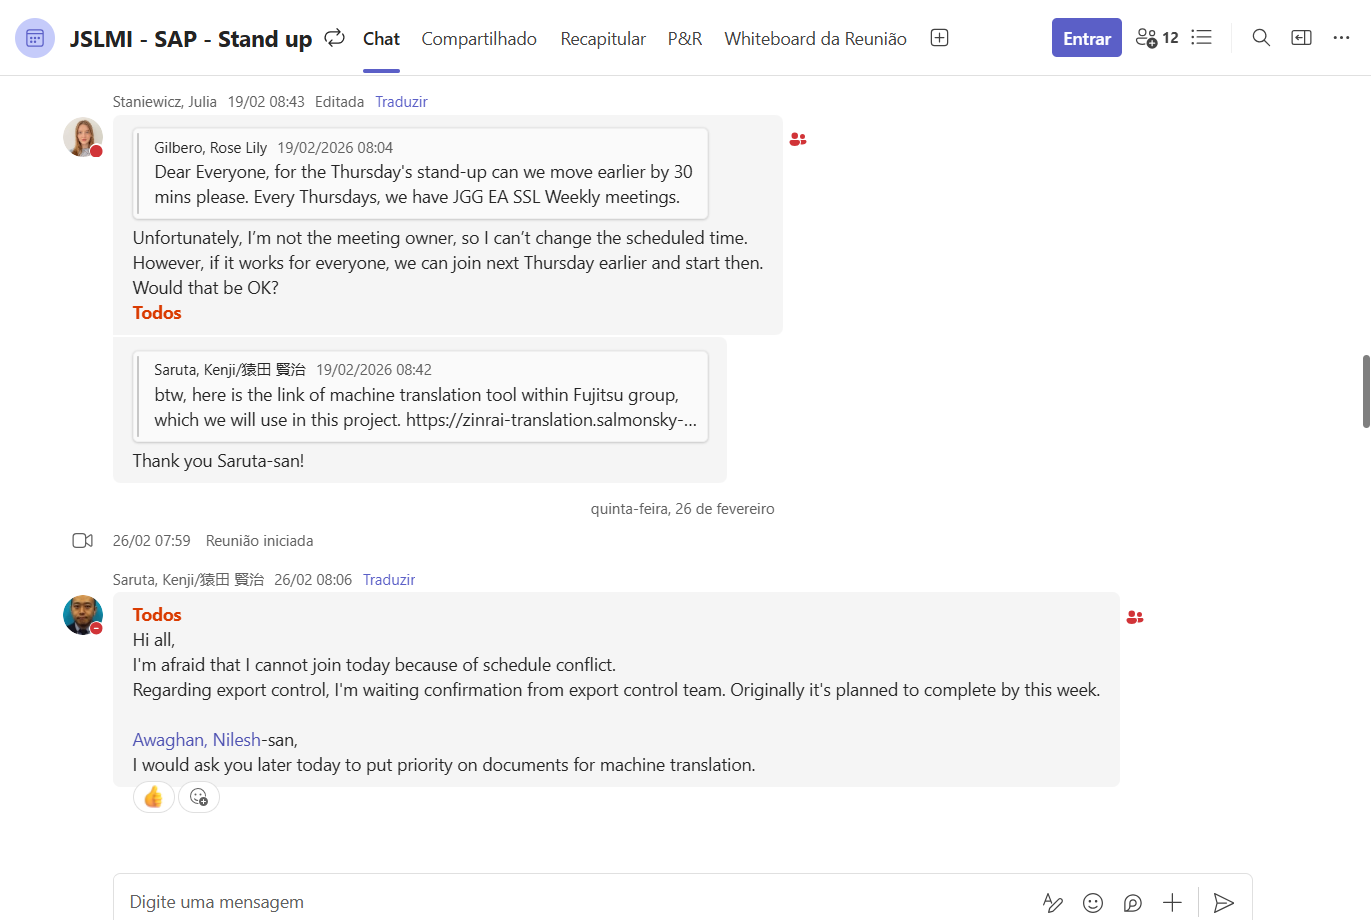 JSLMI - SAP - Stand up
Chat
Compartilhado
Recapitular
P&R
Whiteboard da Reunião
Entrar
12
Staniewicz, Julia 19/02 08:43 Editada Traduzir
Gilbero, Rose Lily 19/02/2026 08:04
Dear Everyone, for the Thursday's stand-up can we move earlier by 30
mins please. Every Thursdays, we have JGG EA SSL Weekly meetings.
Unfortunately, I’m not the meeting owner, so I can’t change the scheduled time.
However, if it works for everyone, we can join next Thursday earlier and start then.
Would that be OK?
Todos
Saruta, Kenji/猿田 賢治 19/02/2026 08:42
btw, here is the link of machine translation tool within Fujitsu group,
which we will use in this project. https://zinrai-translation.salmonsky-...
Thank you Saruta-san!
quinta-feira, 26 de fevereiro
26/02 07:59 Reunião iniciada
Saruta, Kenji/猿田 賢治 26/02 08:06 Traduzir
Todos
Hi all,
I'm afraid that I cannot join today because of schedule conflict.
Regarding export control, I'm waiting confirmation from export control team. Originally it's planned to complete by this week.
Awaghan, Nilesh-san,
I would ask you later today to put priority on documents for machine translation.
Digite uma mensagem